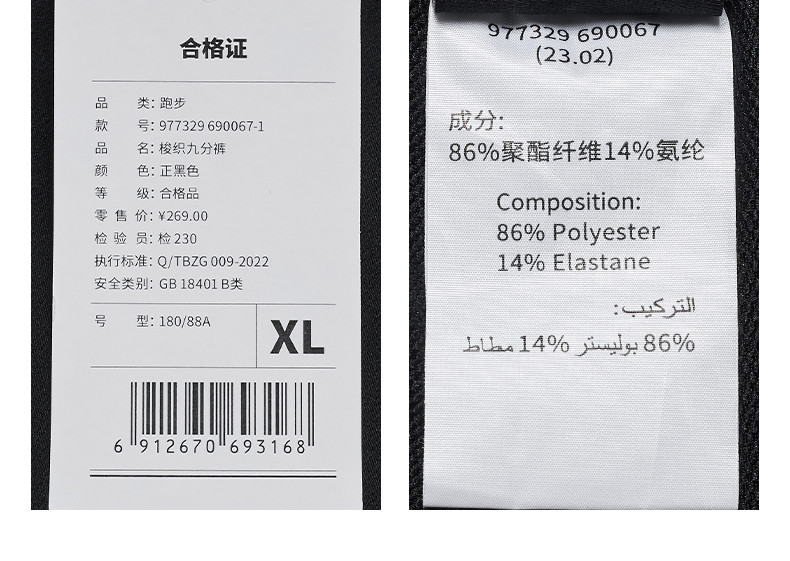 合格证
品 类: 跑步
款 号: 977329 690067-1
品 名: 梭织九分裤
颜 色: 正黑色
等 级: 合格品
零 售 价: ¥269.00
检 验 员: 检 230
执行标准: Q/TBZG 009-2022
安全类别: GB 18401 B类
号 型: 180/88A
XL
6 912670 693168
977329 690067
(23.02)
成分:
86%聚酯纤维14%氨纶
Composition:
86% Polyester
14% Elastane
التركيب:
86% بوليستر 14% مطاط